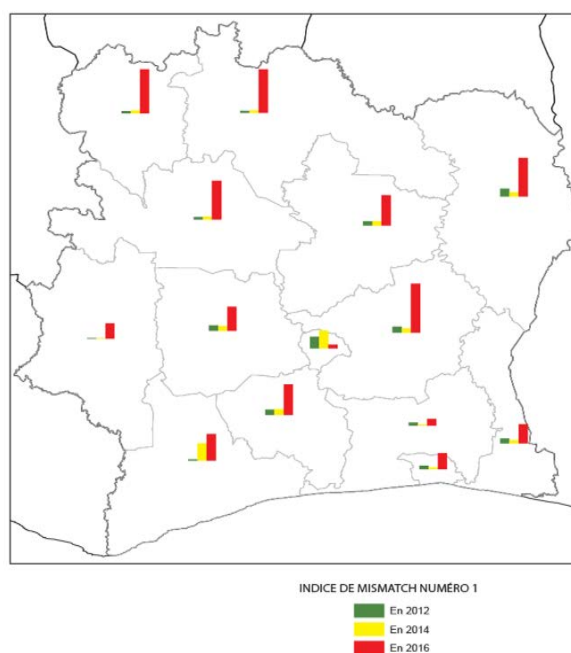 INDICE DE MISMATCH NUMÉRO 1
En 2012
En 2014
En 2016